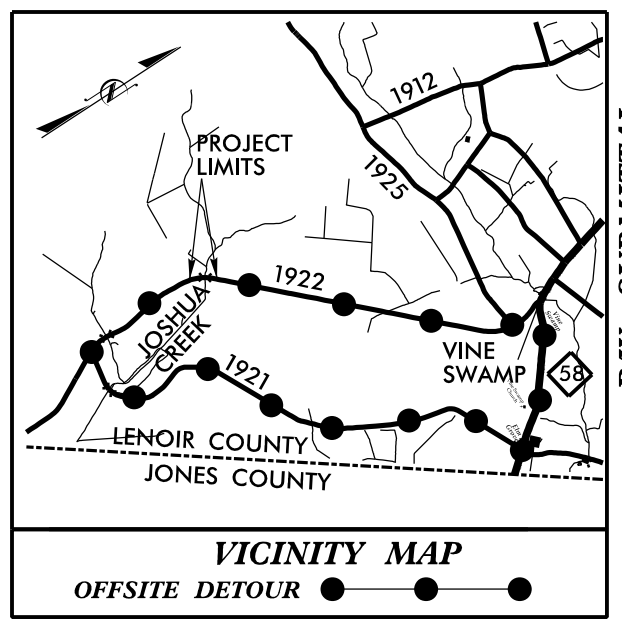 1912
PROJECT
LIMITS
1925
1922
JOSHUA
CREEK
VINE
SWAMP
58
1921
LENOIR COUNTY
JONES COUNTY
VICINITY MAP
OFFSITE DETOUR